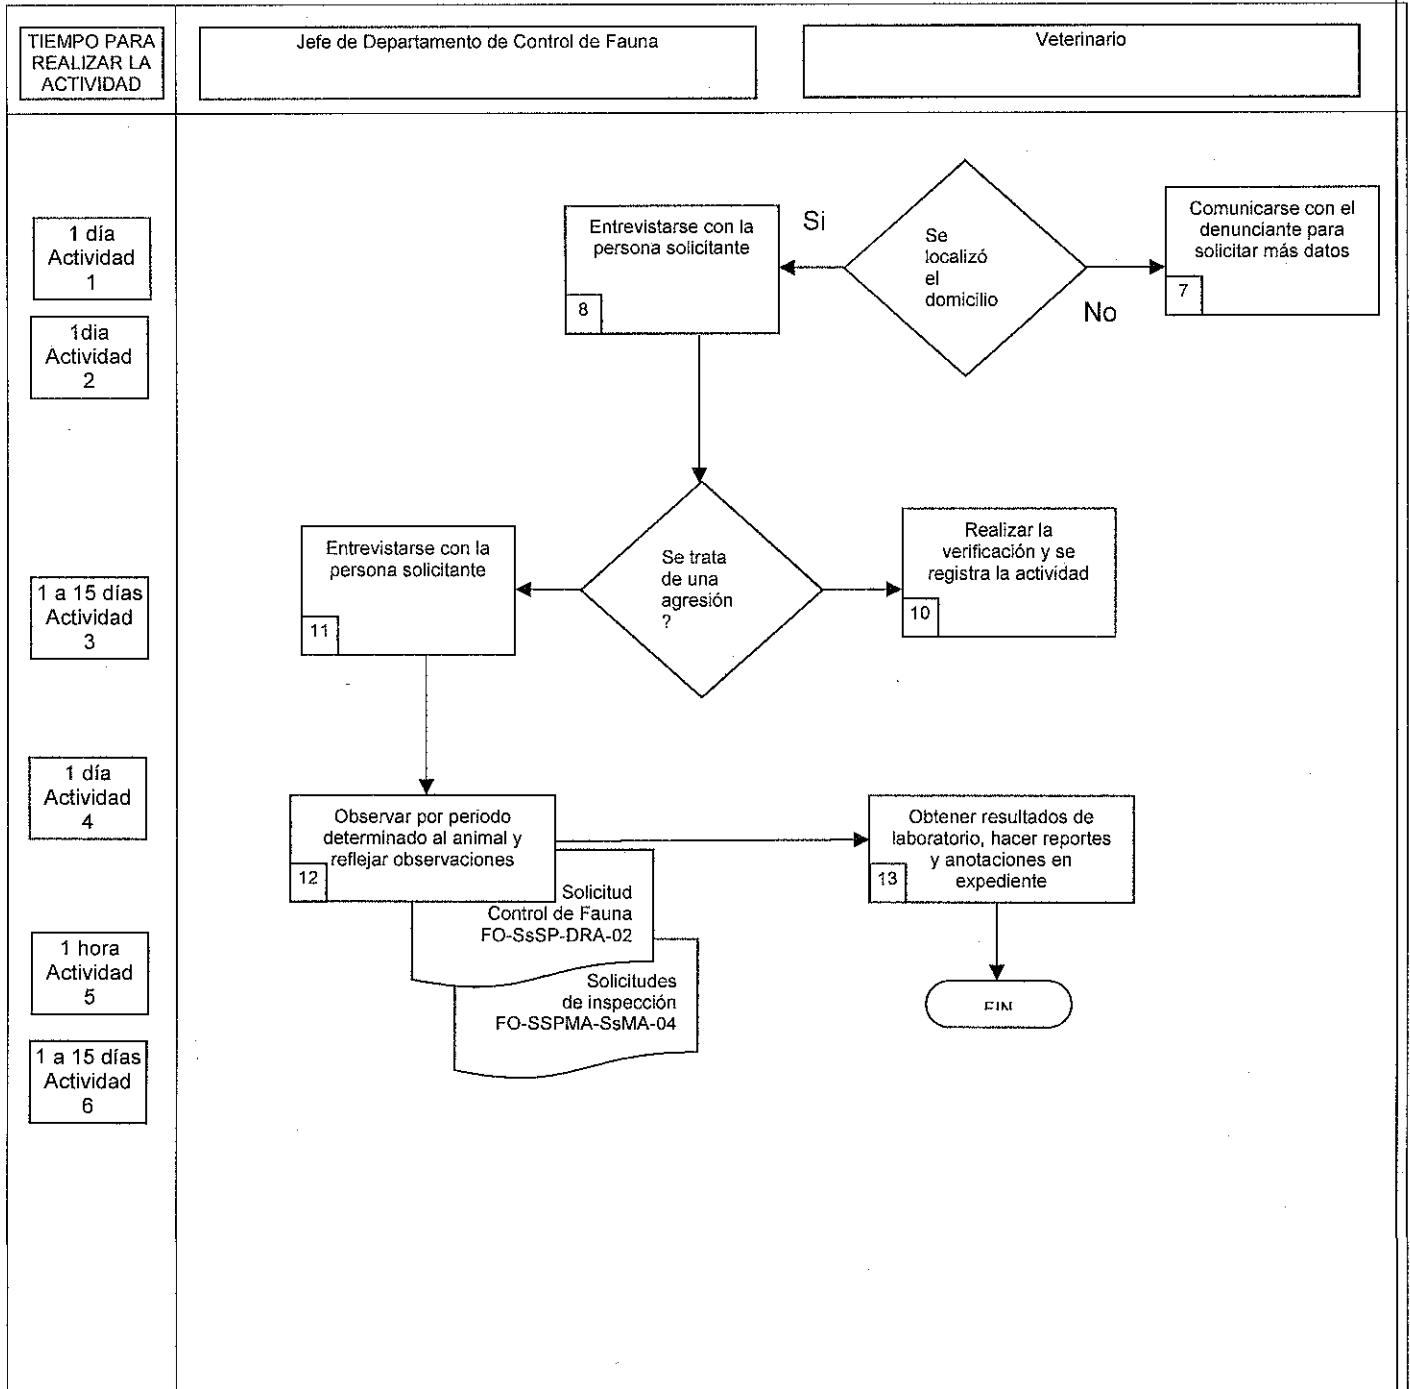 TIEMPO PARA
REALIZAR LA
ACTIVIDAD
Jefe de Departamento de Control de Fauna
Veterinario
1 día
Actividad
1
1dia
Actividad
2
1 a 15 días
Actividad
3
1 día
Actividad
4
1 hora
Actividad
5
1 a 15 días
Actividad
6
Entrevistarse con la
persona solicitante
8
Si
Se
localizó
el
domicilio
No
Comunicarse con el
denunciante para
solicitar más datos
7
Entrevistarse con la
persona solicitante
11
Se trata
de una
agresión
?
Realizar la
verificación y se
registra la actividad
10
Observar por periodo
determinado al animal y
reflejar observaciones
12
Solicitud
Control de Fauna
FO-SsSP-DRA-02
Solicitudes
de inspección
FO-SSPMA-SsMA-04
Obtener resultados de
laboratorio, hacer reportes
y anotaciones en
expediente
13
FIN